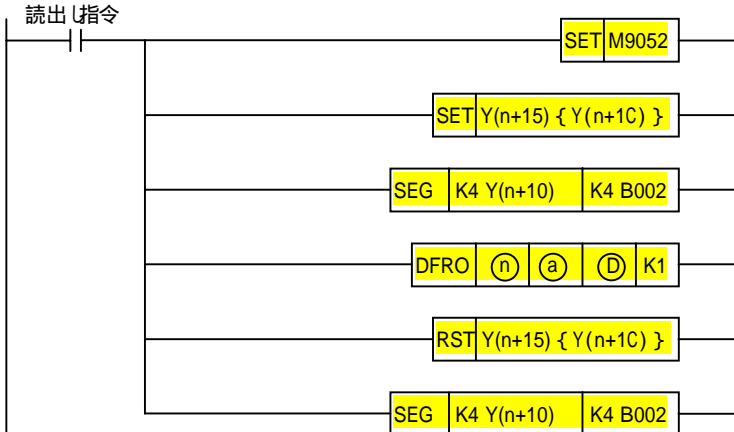 読出し指令
SET M9052
SET Y(n+15) { Y(n+1C) }
SEG K4 Y(n+10) K4 B002
DFRO ⓝ ⓐ Ⓓ K1
RST Y(n+15) { Y(n+1C) }
SEG K4 Y(n+10) K4 B002